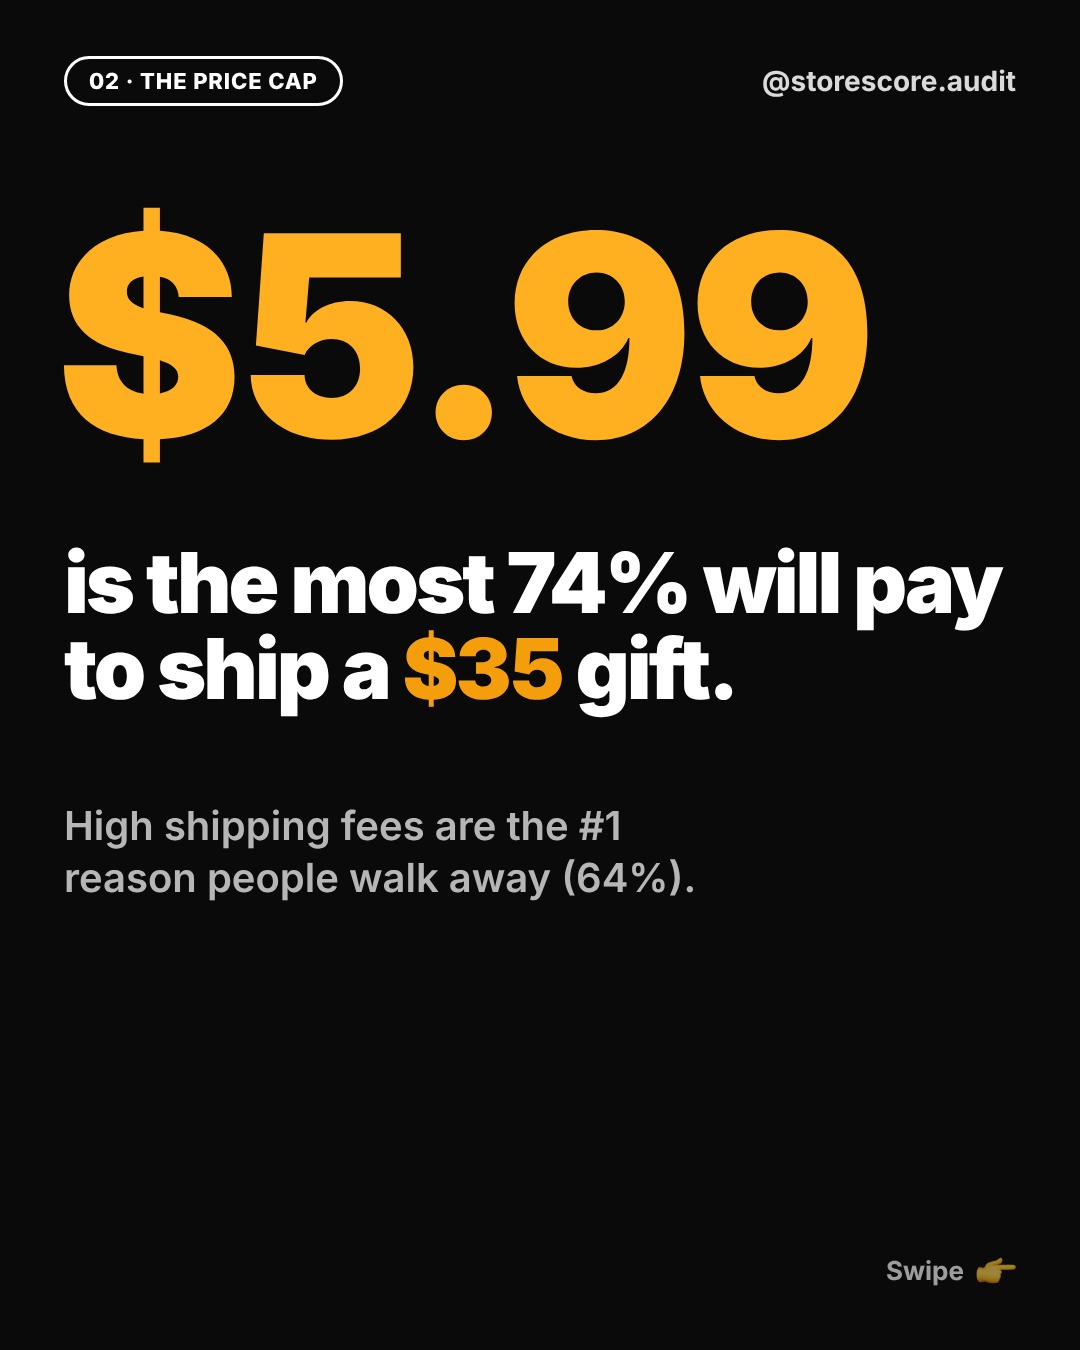 02 · THE PRICE CAP
@storescore.audit
$5.99
is the most 74% will pay
to ship a $35 gift.
High shipping fees are the #1
reason people walk away (64%).
Swipe 👉